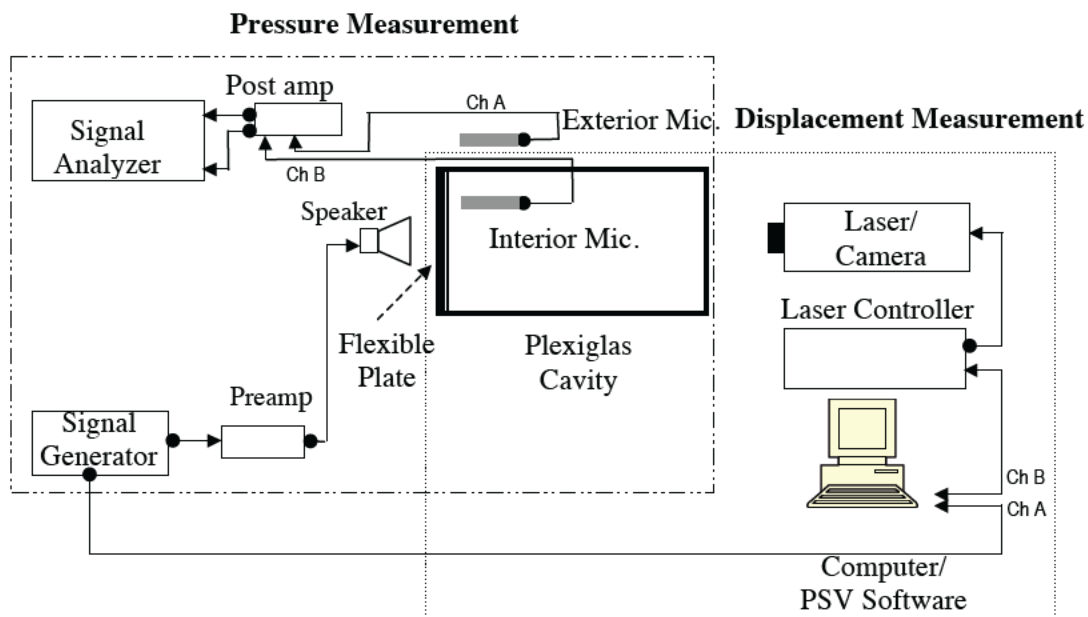 Pressure Measurement
Post amp
Ch A
Exterior Mic.
Displacement Measurement
Signal
Analyzer
Ch B
Speaker
Interior Mic.
Laser/
Camera
Laser Controller
Flexible
Plate
Plexiglas
Cavity
Preamp
Signal
Generator
Ch B
Ch A
Computer/
PSV Software